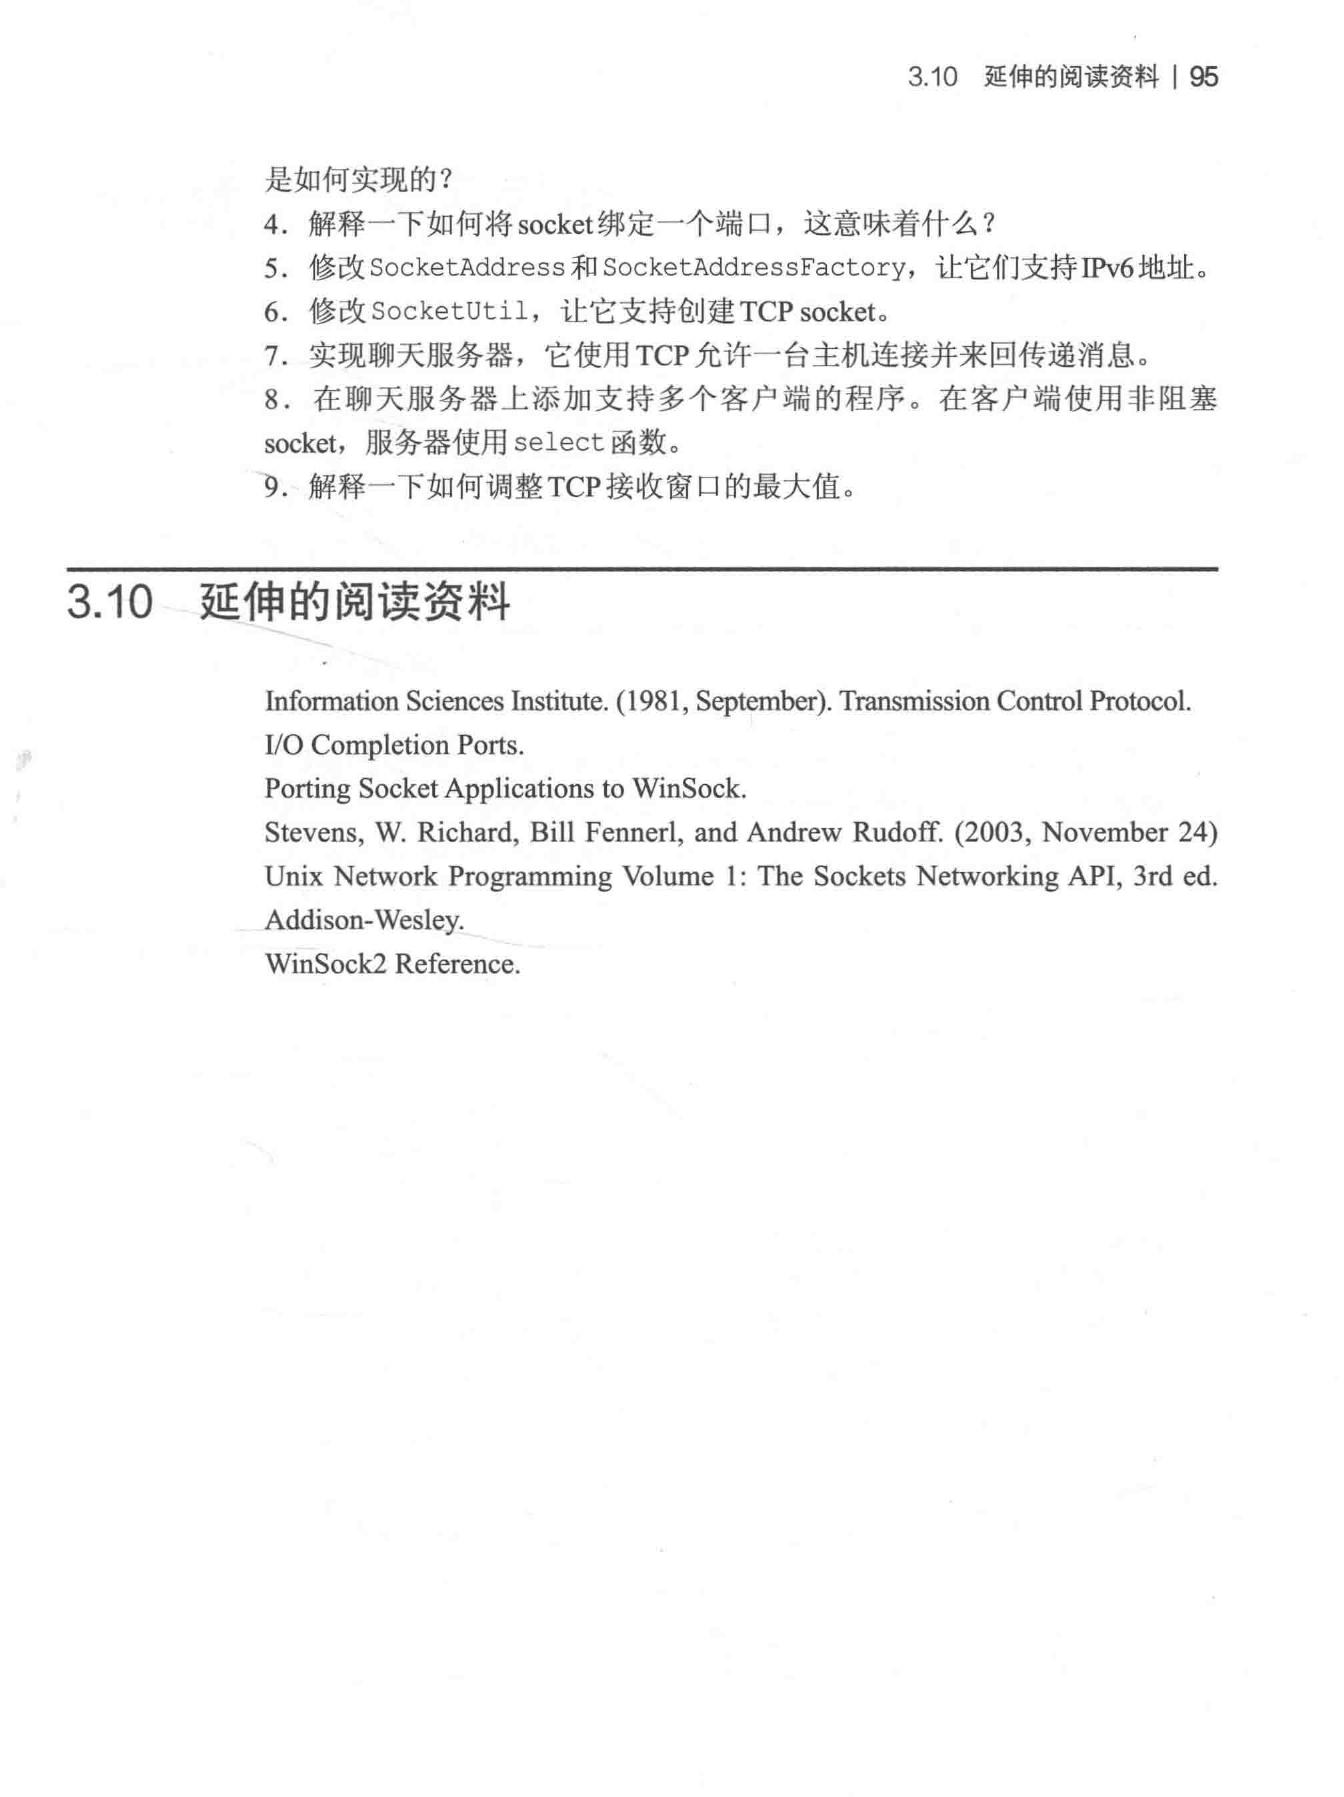 3.10 延伸的阅读资料 | 95
是如何实现的？
4． 解释一下如何将socket绑定一个端口，这意味着什么？
5． 修改SocketAddress和SocketAddressFactory，让它们支持IPv6地址。
6． 修改SocketUtil，让它支持创建TCP socket。
7． 实现聊天服务器，它使用TCP允许一台主机连接并来回传递消息。
8． 在聊天服务器上添加支持多个客户端的程序。在客户端使用非阻塞
socket，服务器使用select函数。
9． 解释一下如何调整TCP接收窗口的最大值。
3.10 延伸的阅读资料
Information Sciences Institute. (1981, September). Transmission Control Protocol.
I/O Completion Ports.
Porting Socket Applications to WinSock.
Stevens, W. Richard, Bill Fennerl, and Andrew Rudoff. (2003, November 24)
Unix Network Programming Volume 1: The Sockets Networking API, 3rd ed.
Addison-Wesley.
WinSock2 Reference.